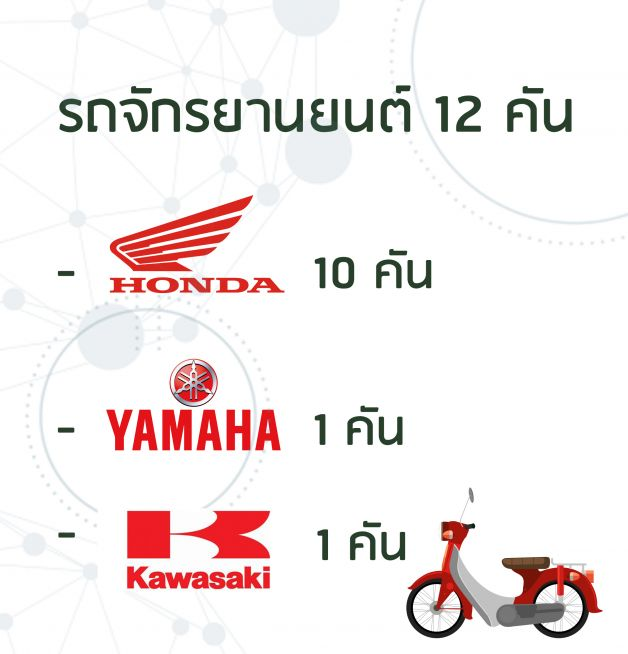 รถจักรยานยนต์ 12 คัน
- HONDA 10 คัน
- YAMAHA 1 คัน
- Kawasaki 1 คัน